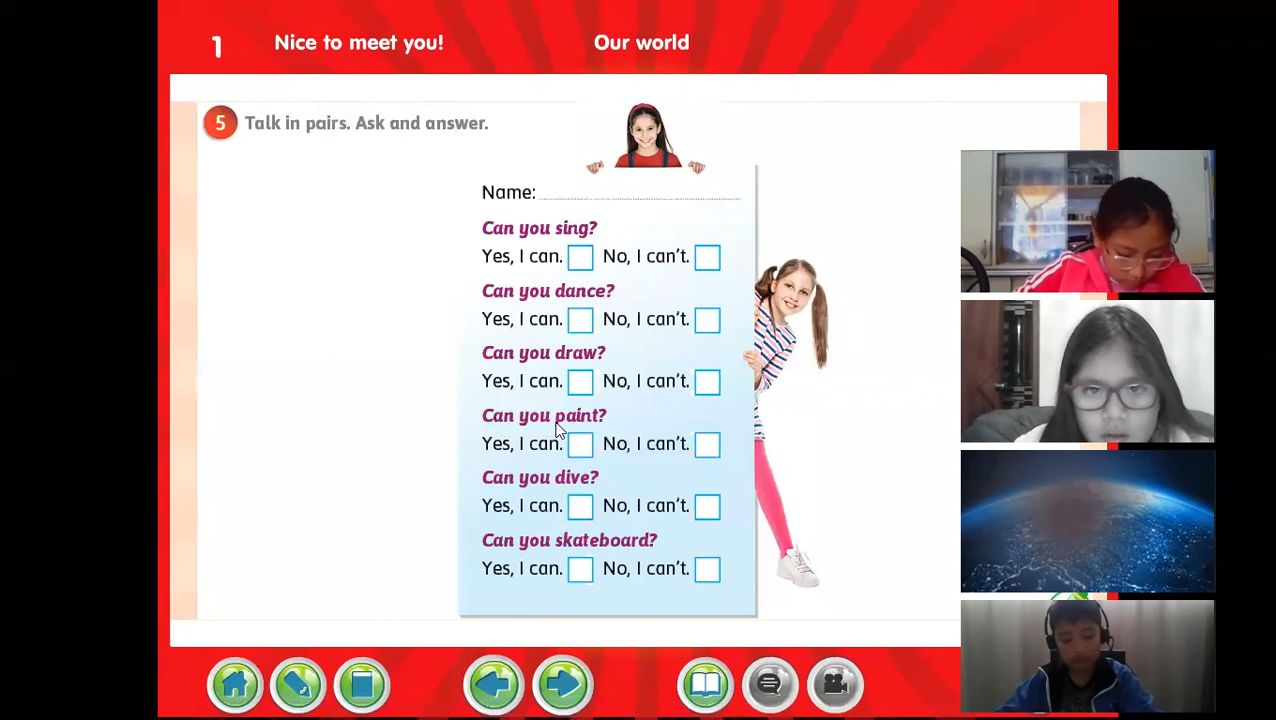 1 Nice to meet you! Our world
5 Talk in pairs. Ask and answer.
Name:
Can you sing?
Yes, I can. No, I can't.
Can you dance?
Yes, I can. No, I can't.
Can you draw?
Yes, I can. No, I can't.
Can you paint?
Yes, I can. No, I can't.
Can you dive?
Yes, I can. No, I can't.
Can you skateboard?
Yes, I can. No, I can't.